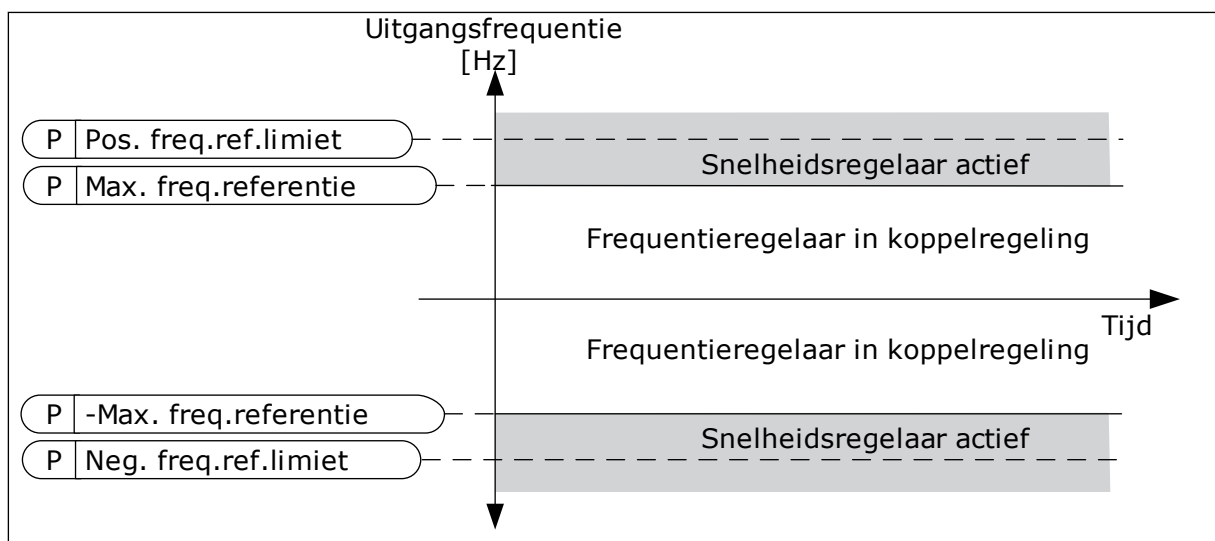 Uitgangsfrequentie
[Hz]
P Pos. freq.ref.limiet
Snelheidsregelaar actief
P Max. freq.referentie
Frequentieregelaar in koppelregeling
Tijd
Frequentieregelaar in koppelregeling
P -Max. freq.referentie
Snelheidsregelaar actief
P Neg. freq.ref.limiet